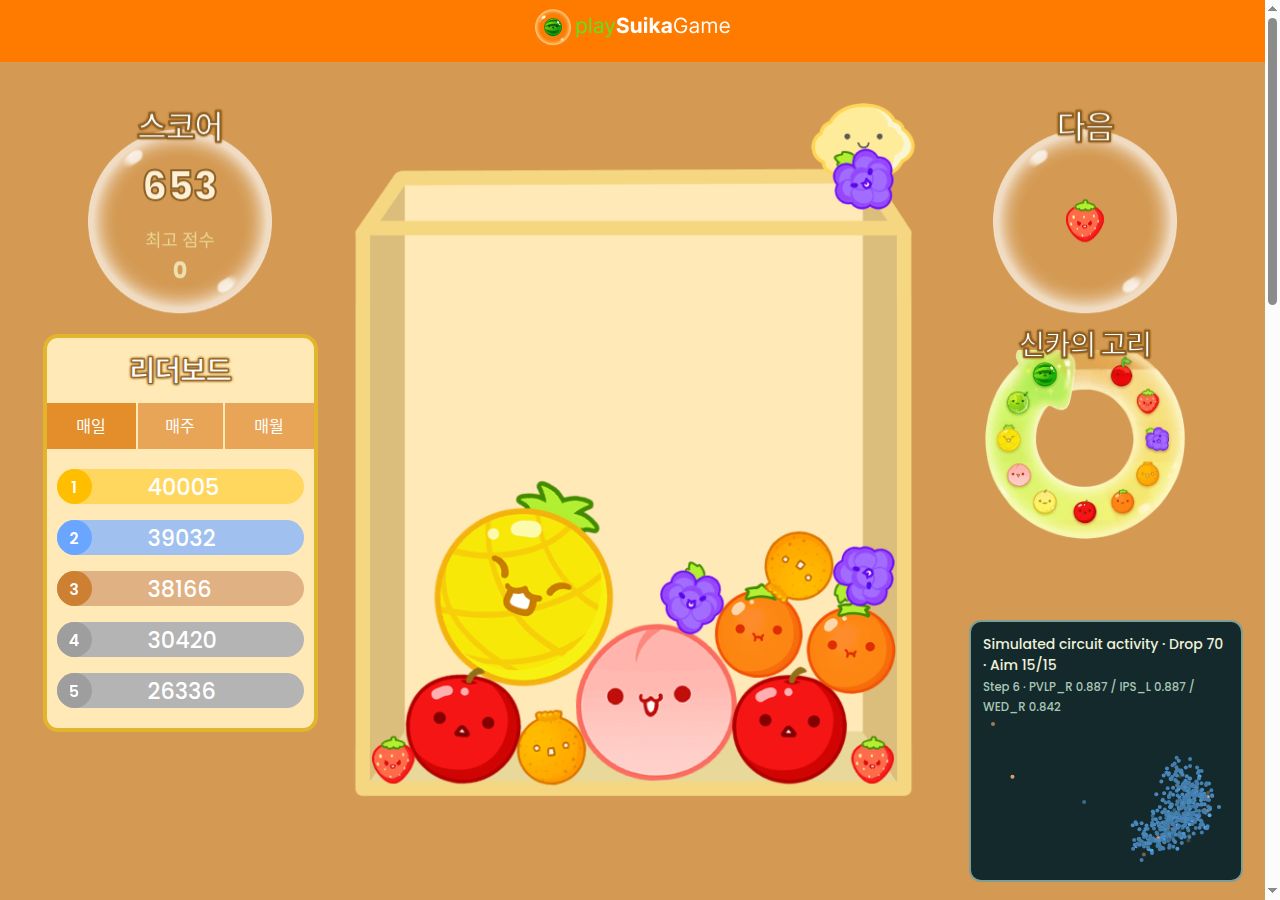 playSuikaGame
스코어
653
최고 점수
0
다음
신카의 고리
리더보드
매일 매주 매월
1 40005
2 39032
3 38166
4 30420
5 26336
Simulated circuit activity · Drop 70
· Aim 15/15
Step 6 · PVLP_R 0.887 / IPS_L 0.887 /
WED_R 0.842